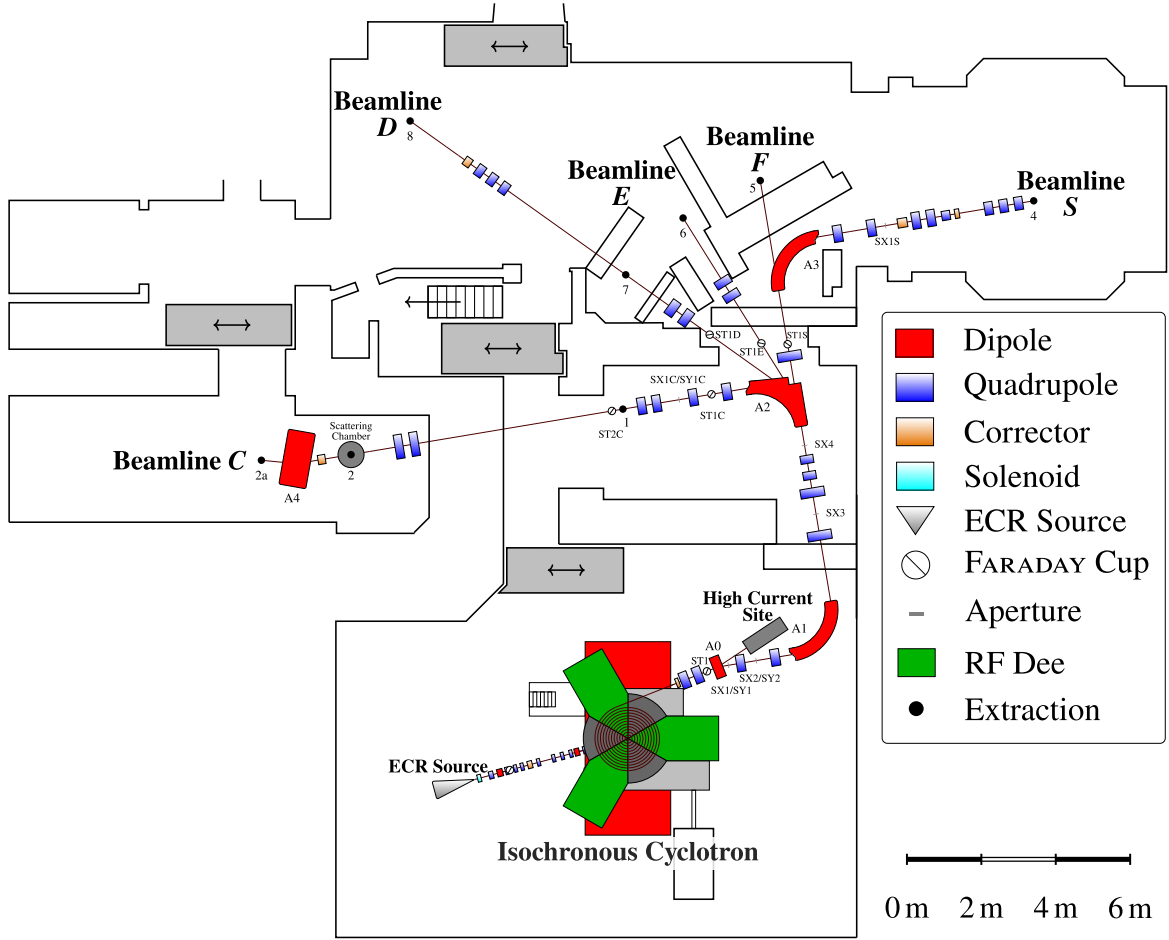 Beamline
D
8
Beamline
F
5
Beamline
E
6
Beamline
S
4
SX1S
A3
7
ST1D
ST1E
ST1S
SX1C/SY1C
A2
ST1C
1
ST2C
Scattering
Chamber
2
Beamline C
2a
A4
SX4
SX3
High Current
Site
A1
A0
ST1
SX2/SY2
SX1/SY1
ECR Source
Isochronous Cyclotron
Dipole
Quadrupole
Corrector
Solenoid
ECR Source
FARADAY Cup
Aperture
RF Dee
Extraction
0 m 2 m 4 m 6 m